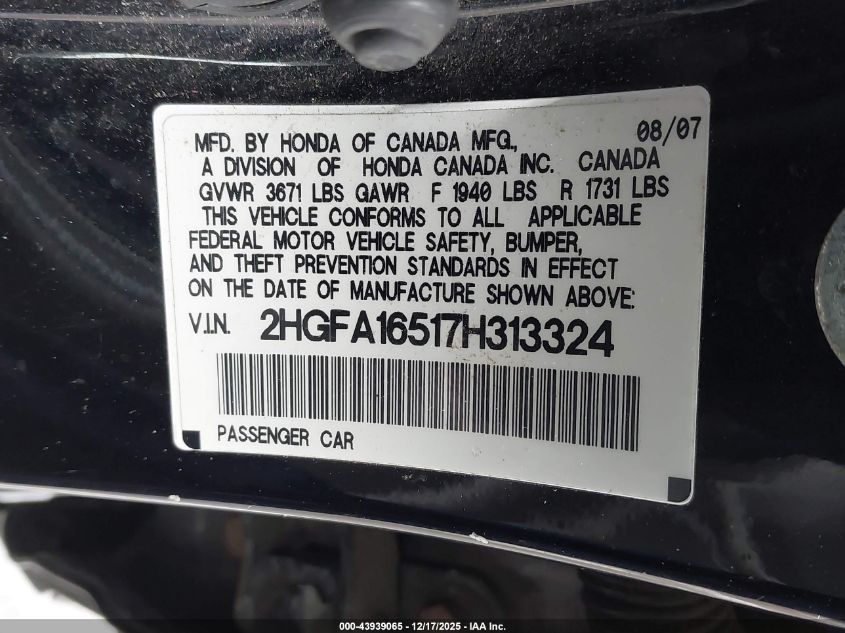 08/07
MFD. BY HONDA OF CANADA MFG.,
A DIVISION OF HONDA CANADA INC. CANADA
GVWR 3671 LBS GAWR F 1940 LBS R 1731 LBS
THIS VEHICLE CONFORMS TO ALL APPLICABLE
FEDERAL MOTOR VEHICLE SAFETY, BUMPER,
AND THEFT PREVENTION STANDARDS IN EFFECT
ON THE DATE OF MANUFACTURE SHOWN ABOVE:
V.I.N. 2HGFA16517H313324
PASSENGER CAR
000-43939065 - 12/17/2025 - IAA Inc.